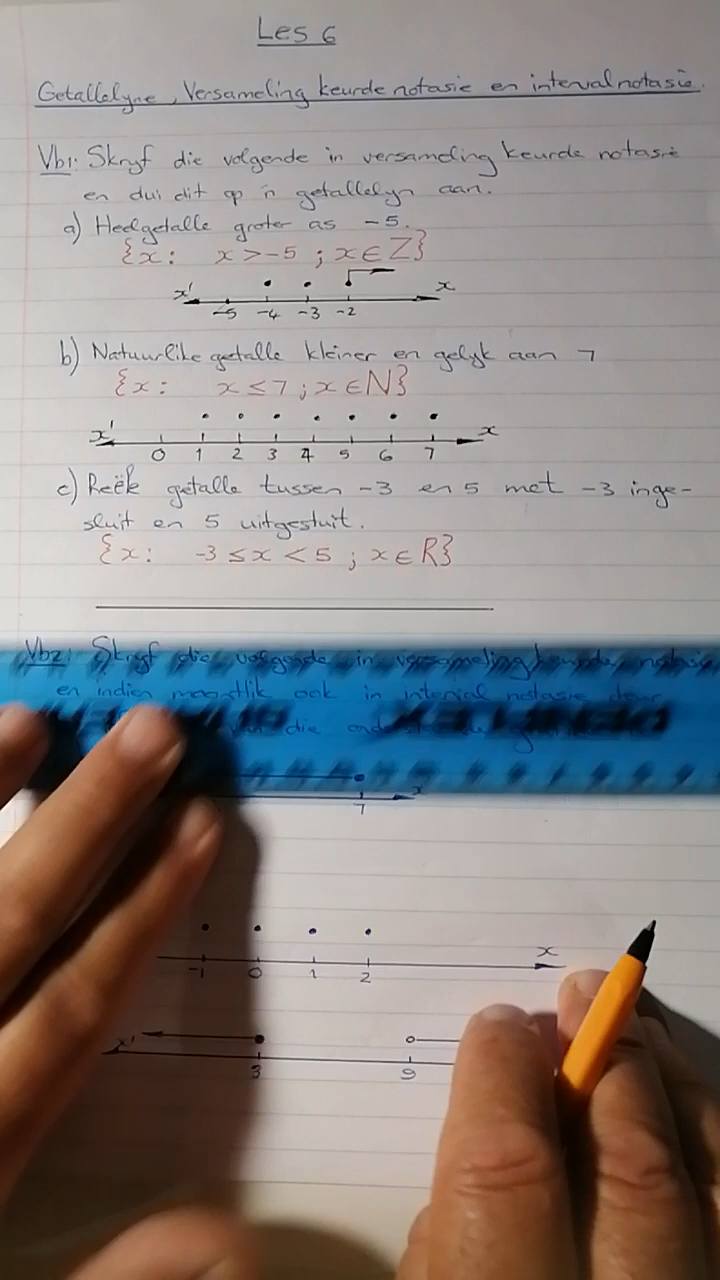 Les 6
Getallelyne, Versameling keurde notasie en intervalnotasie.
Vb1: Skryf die volgende in versameling keurde notasie
en dui dit op 'n getallelyn aan.
a) Heelgetalle groter as -5.
{x: x > -5 ; x ∈ Z}
x' x
-5 -4 -3 -2
b) Natuurlike getalle kleiner en gelyk aan 7
{x: x ≤ 7 ; x ∈ N}
x' x
0 1 2 3 4 5 6 7
c) Reële getalle tussen -3 en 5 met -3 inge-
sluit en 5 uitgesluit.
{x: -3 ≤ x < 5 ; x ∈ R}
Vb2: Skryf die volgende in versameling keurde notasie
en indien moontlik ook in interval notasie deur
van die
x
7
x
-1 0 1 2
x'
3 9